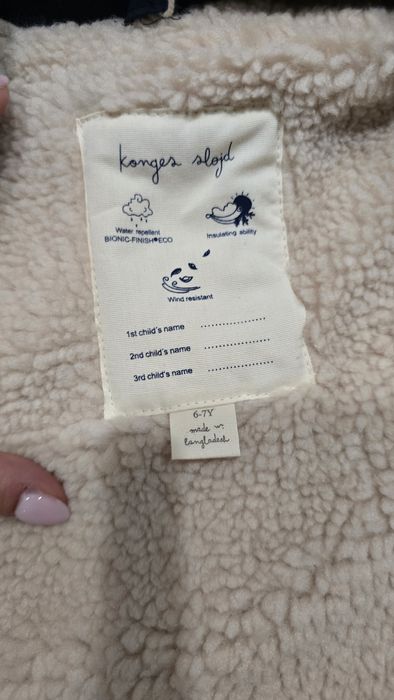 konges sløjd
Water repellent
BIONIC-FINISH®ECO
Insulating ability
Wind resistant
1st child's name ..................
2nd child's name ..................
3rd child's name ..................
6-7Y
made in:
Bangladesh